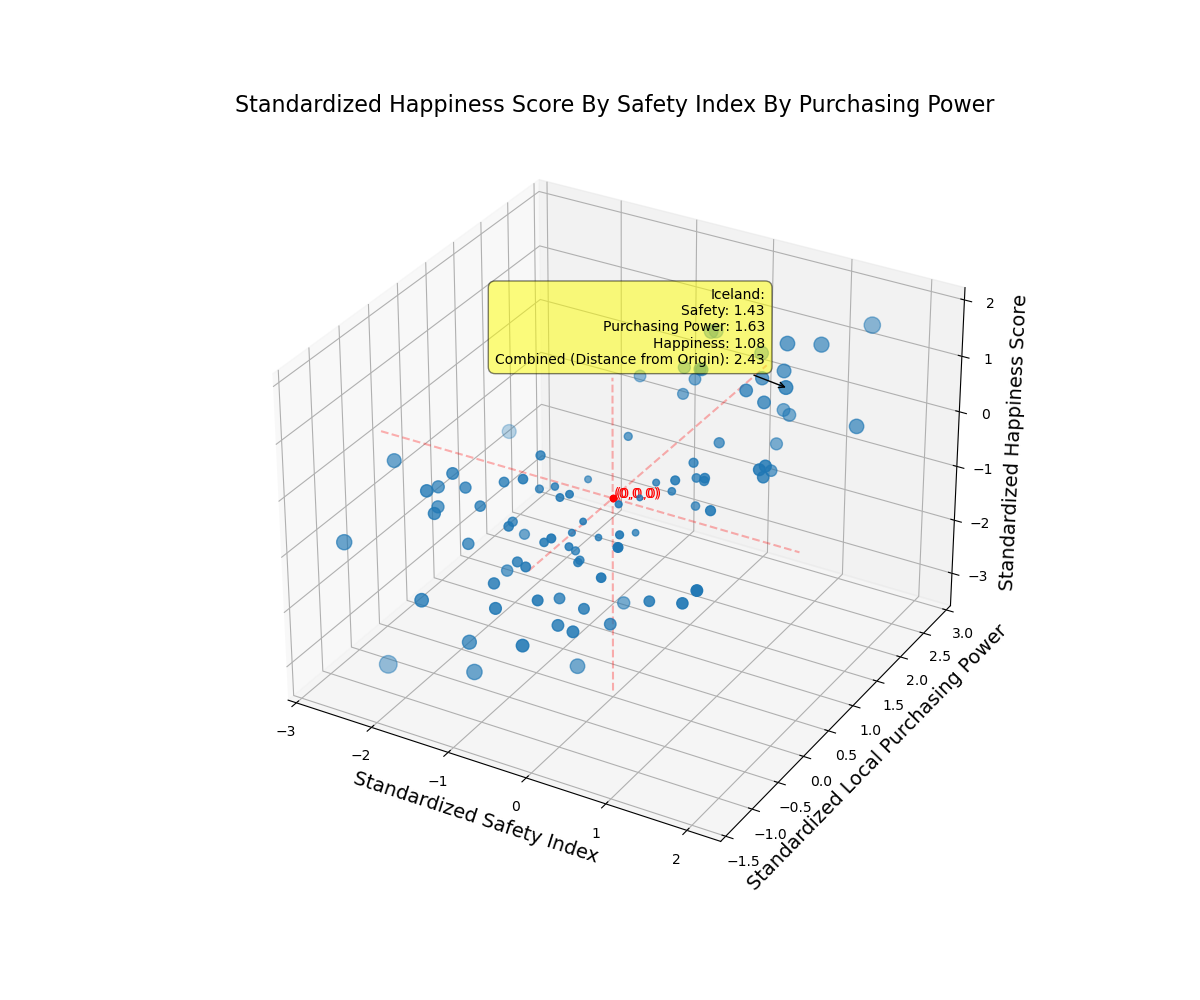 Standardized Happiness Score By Safety Index By Purchasing Power
Iceland:
Safety: 1.43
Purchasing Power: 1.63
Happiness: 1.08
Combined (Distance from Origin): 2.43
(0,0,0)
2
1
0
−1
−2
−3
Standardized Happiness Score
3.0
2.5
2.0
1.5
1.0
0.5
0.0
−0.5
−1.0
−1.5
Standardized Local Purchasing Power
−3
−2
−1
0
1
2
Standardized Safety Index